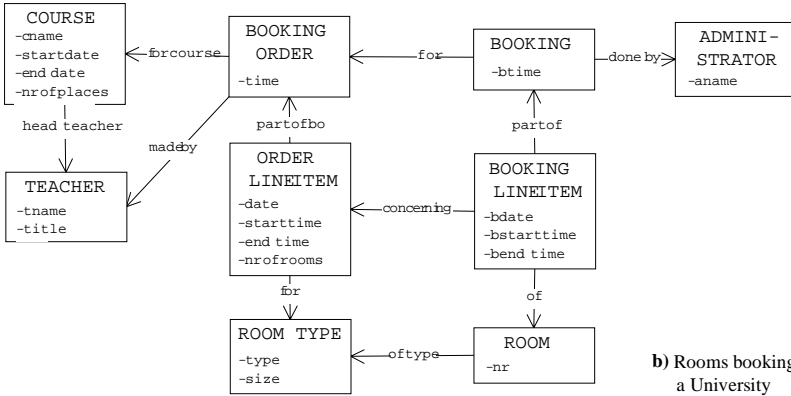 COURSE
-cname
-startdate
-end date
-nrofplaces
forcourse
BOOKING
ORDER
-time
for
BOOKING
-btime
done by
ADMINI-
STRATOR
-aname
head teacher
madeby
partofbo
partof
TEACHER
-tname
-title
ORDER
LINEITEM
-date
-starttime
-end time
-nrofrooms
concerning
BOOKING
LINEITEM
-bdate
-bstarttime
-bend time
for
of
ROOM TYPE
-type
-size
oftype
ROOM
-nr
b) Rooms booking
a University